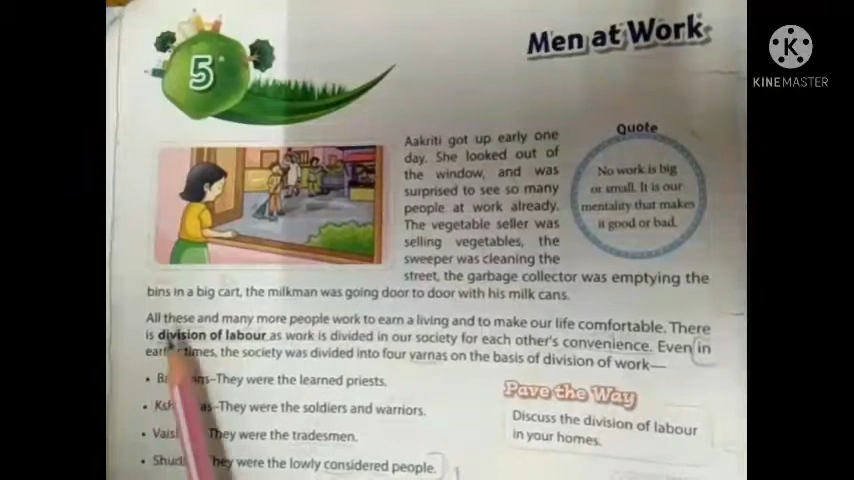 5
Men at Work
K
KINEMASTER
Aakriti got up early one
day. She looked out of
the window, and was
surprised to see so many
people at work already.
The vegetable seller was
selling vegetables, the
sweeper was cleaning the
street, the garbage collector was emptying the
bins in a big cart, the milkman was going door to door with his milk cans.
Quote
No work is big
or small. It is our
mentality that makes
it good or bad.
All these and many more people work to earn a living and to make our life comfortable. There
is division of labour as work is divided in our society for each other's convenience. Even in
times, the society was divided into four varnas on the basis of division of work—
• –They were the learned priests.
• –They were the soldiers and warriors.
• They were the tradesmen.
• They were the lowly considered people.
Pave the Way
Discuss the division of labour
in your homes.